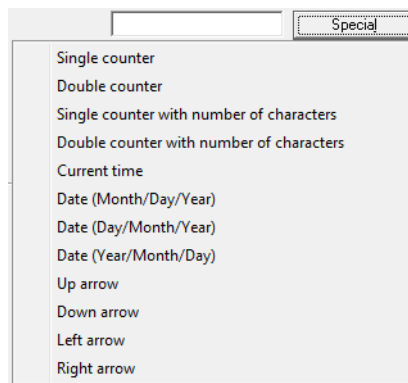 Special
Single counter
Double counter
Single counter with number of characters
Double counter with number of characters
Current time
Date (Month/Day/Year)
Date (Day/Month/Year)
Date (Year/Month/Day)
Up arrow
Down arrow
Left arrow
Right arrow